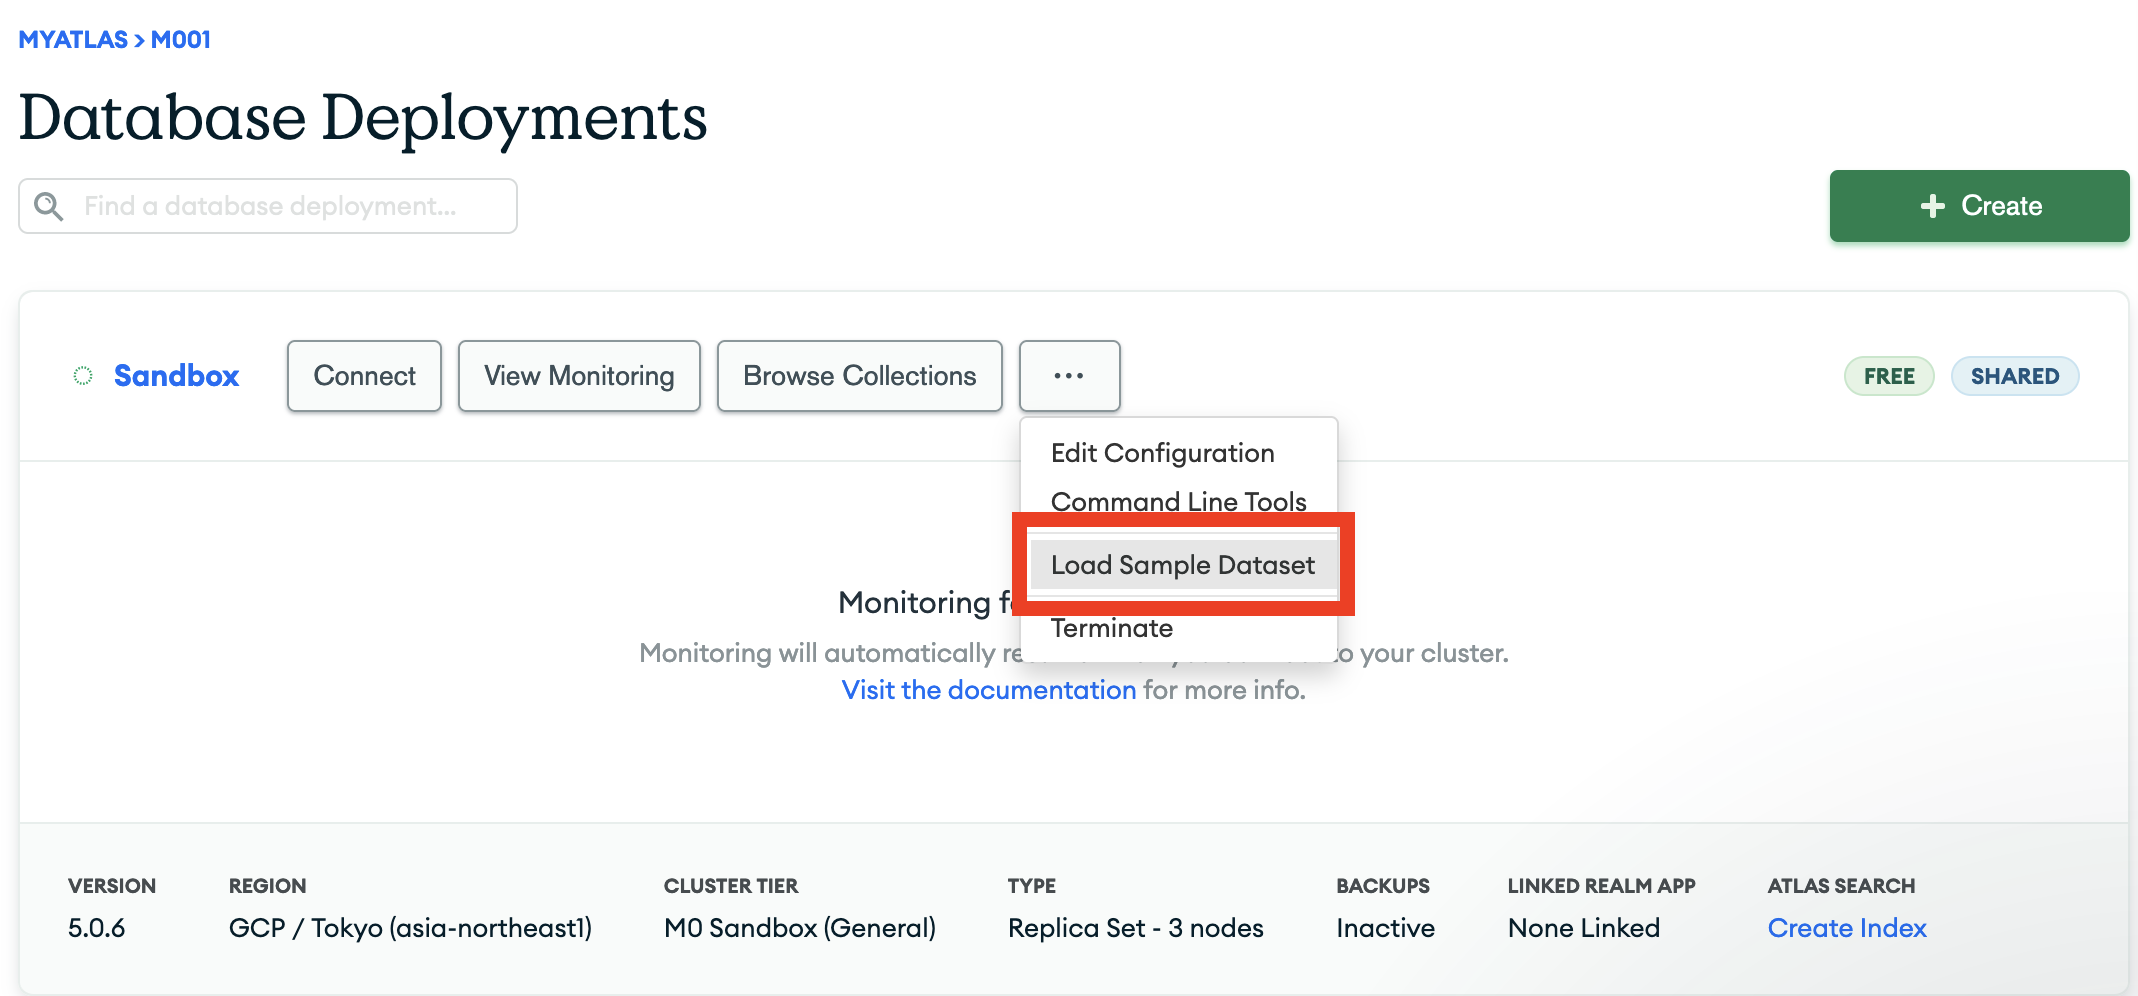 MYATLAS > M001
Database Deployments
Find a database deployment...
+ Create
Sandbox
Connect
View Monitoring
Browse Collections
...
FREE
SHARED
Edit Configuration
Command Line Tools
Load Sample Dataset
Terminate
Monitoring
Monitoring will automatically to your cluster.
Visit the documentation for more info.
VERSION
5.0.6
REGION
GCP / Tokyo (asia-northeast1)
CLUSTER TIER
M0 Sandbox (General)
TYPE
Replica Set - 3 nodes
BACKUPS
Inactive
LINKED REALM APP
None Linked
ATLAS SEARCH
Create Index